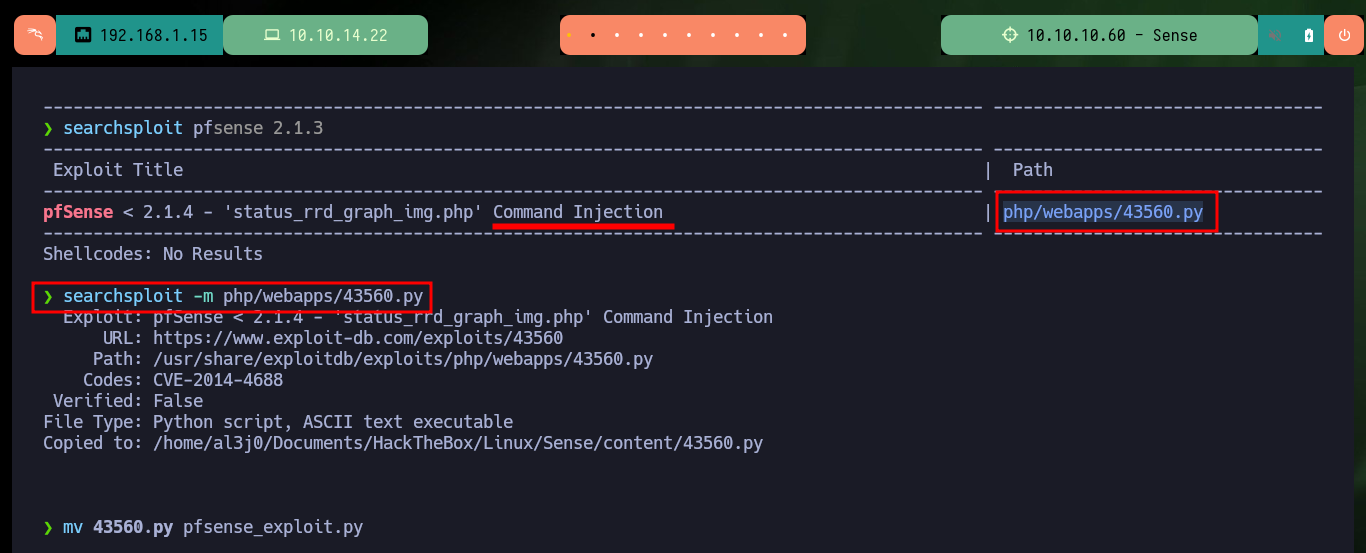 192.168.1.15 10.10.14.22 10.10.10.60 - Sense
-------------------------------------------------------------------------------------------- ---------------------------------
❯ searchsploit pfsense 2.1.3
-------------------------------------------------------------------------------------------- ---------------------------------
Exploit Title | Path
-------------------------------------------------------------------------------------------- ---------------------------------
pfSense < 2.1.4 - 'status_rrd_graph_img.php' Command Injection | php/webapps/43560.py
-------------------------------------------------------------------------------------------- ---------------------------------
Shellcodes: No Results
❯ searchsploit -m php/webapps/43560.py
Exploit: pfSense < 2.1.4 - 'status_rrd_graph_img.php' Command Injection
URL: https://www.exploit-db.com/exploits/43560
Path: /usr/share/exploitdb/exploits/php/webapps/43560.py
Codes: CVE-2014-4688
Verified: False
File Type: Python script, ASCII text executable
Copied to: /home/al3j0/Documents/HackTheBox/Linux/Sense/content/43560.py
❯ mv 43560.py pfsense_exploit.py